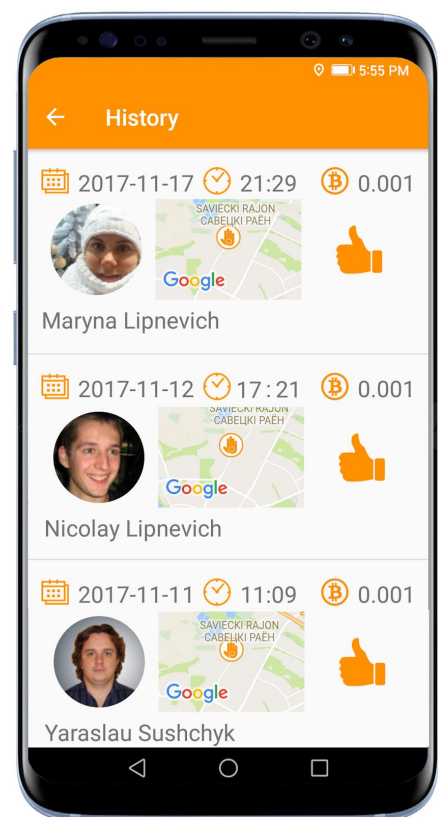 5:55 PM
History
2017-11-17 21:29 0.001
SAVIECKI RAJON
САВЕЦКІ РАЁН
Google
Maryna Lipnevich
2017-11-12 17:21 0.001
SAVIECKI RAJON
САВЕЦКІ РАЁН
Google
Nicolay Lipnevich
2017-11-11 11:09 0.001
SAVIECKI RAJON
САВЕЦКІ РАЁН
Google
Yaraslau Sushchyk